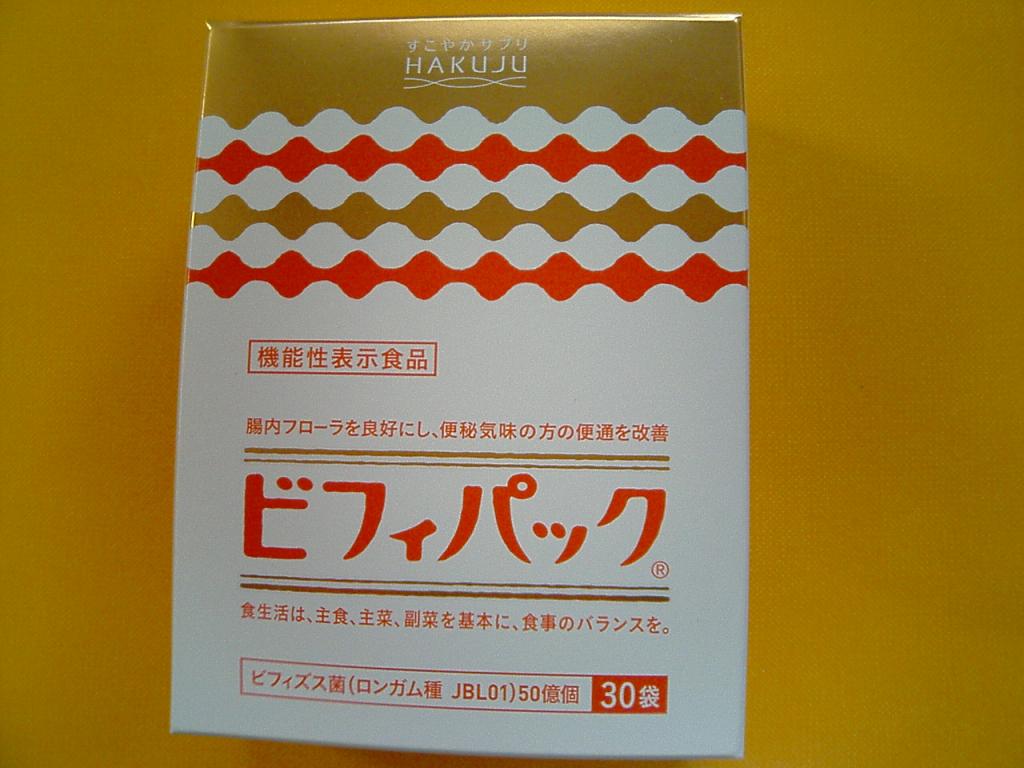 すこやかサプリ
HAKUJU
機能性表示食品
腸内フローラを良好にし、便秘気味の方の便通を改善
ビフィパック®
食生活は、主食、主菜、副菜を基本に、食事のバランスを。
ビフィズス菌(ロンガム種 JBL01)50億個 30袋